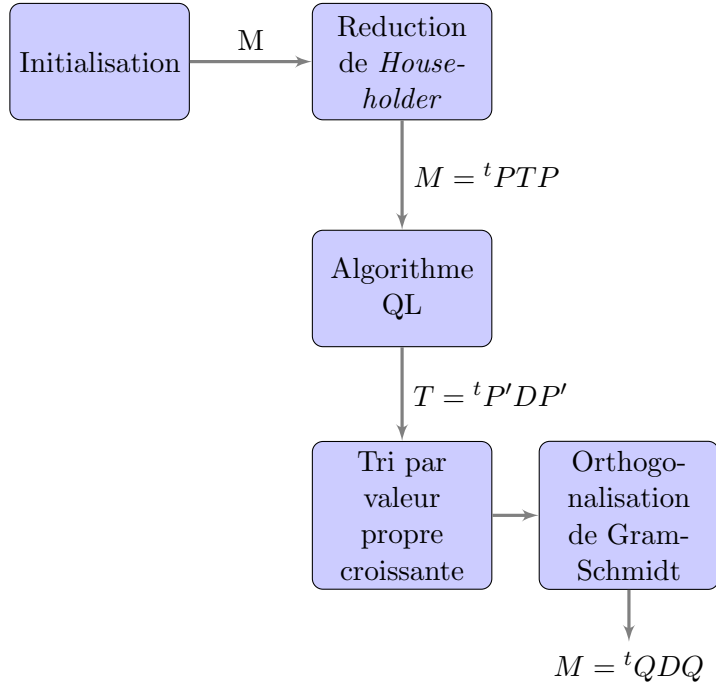 Initialisation
M
Reduction
de House-
holder
M = ᵗPTP
Algorithme
QL
T = ᵗP′DP′
Tri par
valeur
propre
croissante
Orthogo-
nalisation
de Gram-
Schmidt
M = ᵗQDQ